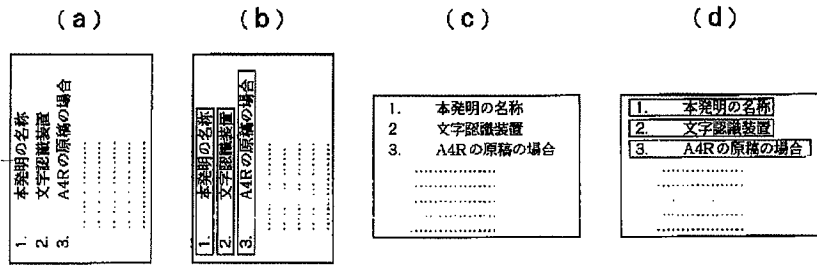 (a)
(b)
(c)
(d)
1. 本発明の名称
2. 文字認識装置
3. A4Rの原稿の場合
1. 本発明の名称
2. 文字認識装置
3. A4Rの原稿の場合
1. 本発明の名称
2 文字認識装置
3. A4Rの原稿の場合
1. 本発明の名称
2. 文字認識装置
3. A4Rの原稿の場合